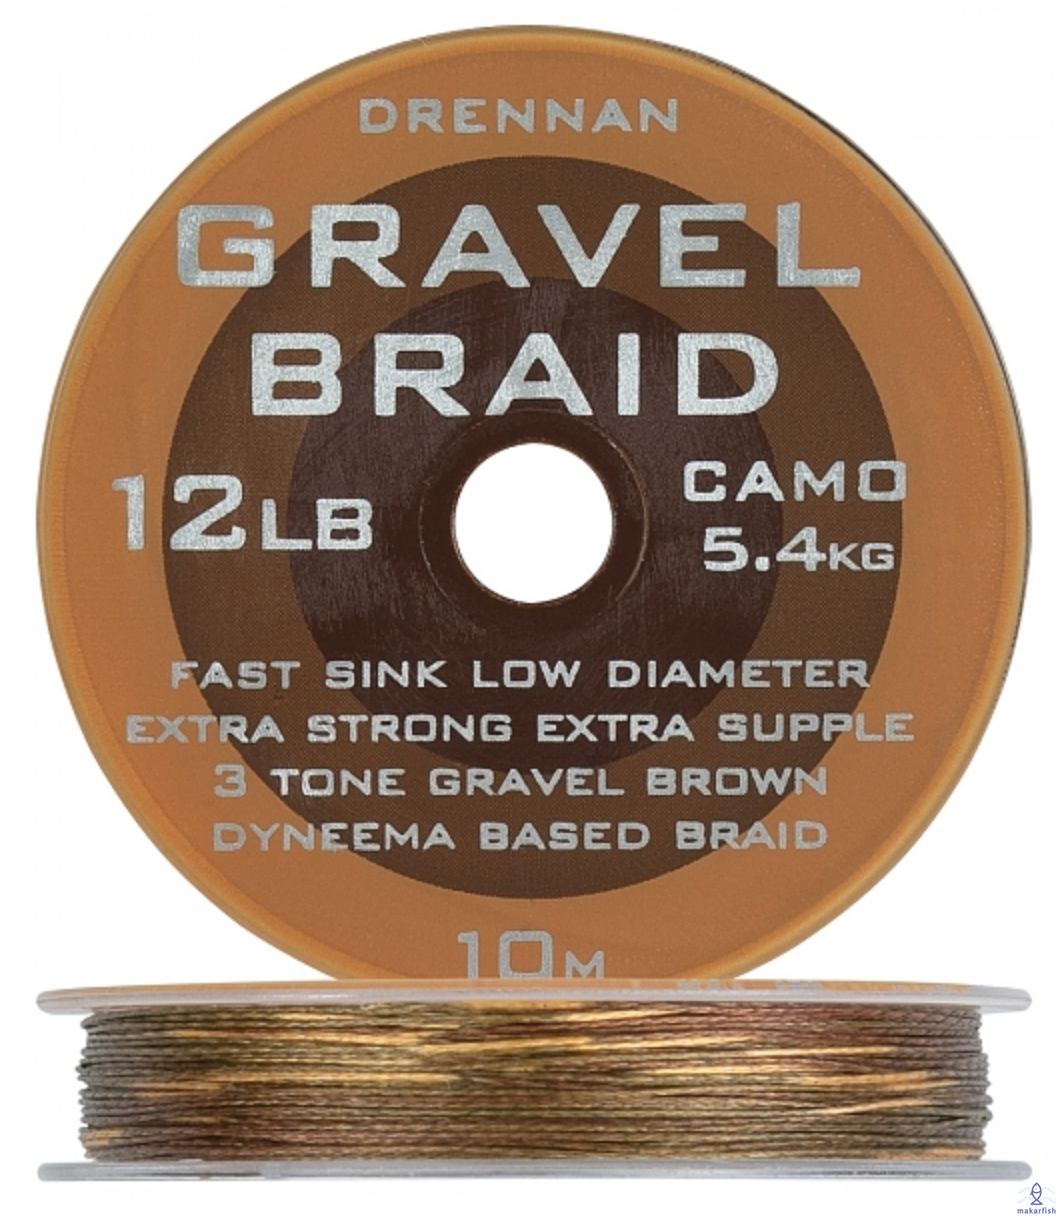 DRENNAN
GRAVEL
BRAID
12LB
CAMO
5.4KG
FAST SINK LOW DIAMETER
EXTRA STRONG EXTRA SUPPLE
3 TONE GRAVEL BROWN
DYNEEMA BASED BRAID
10M
makarfish